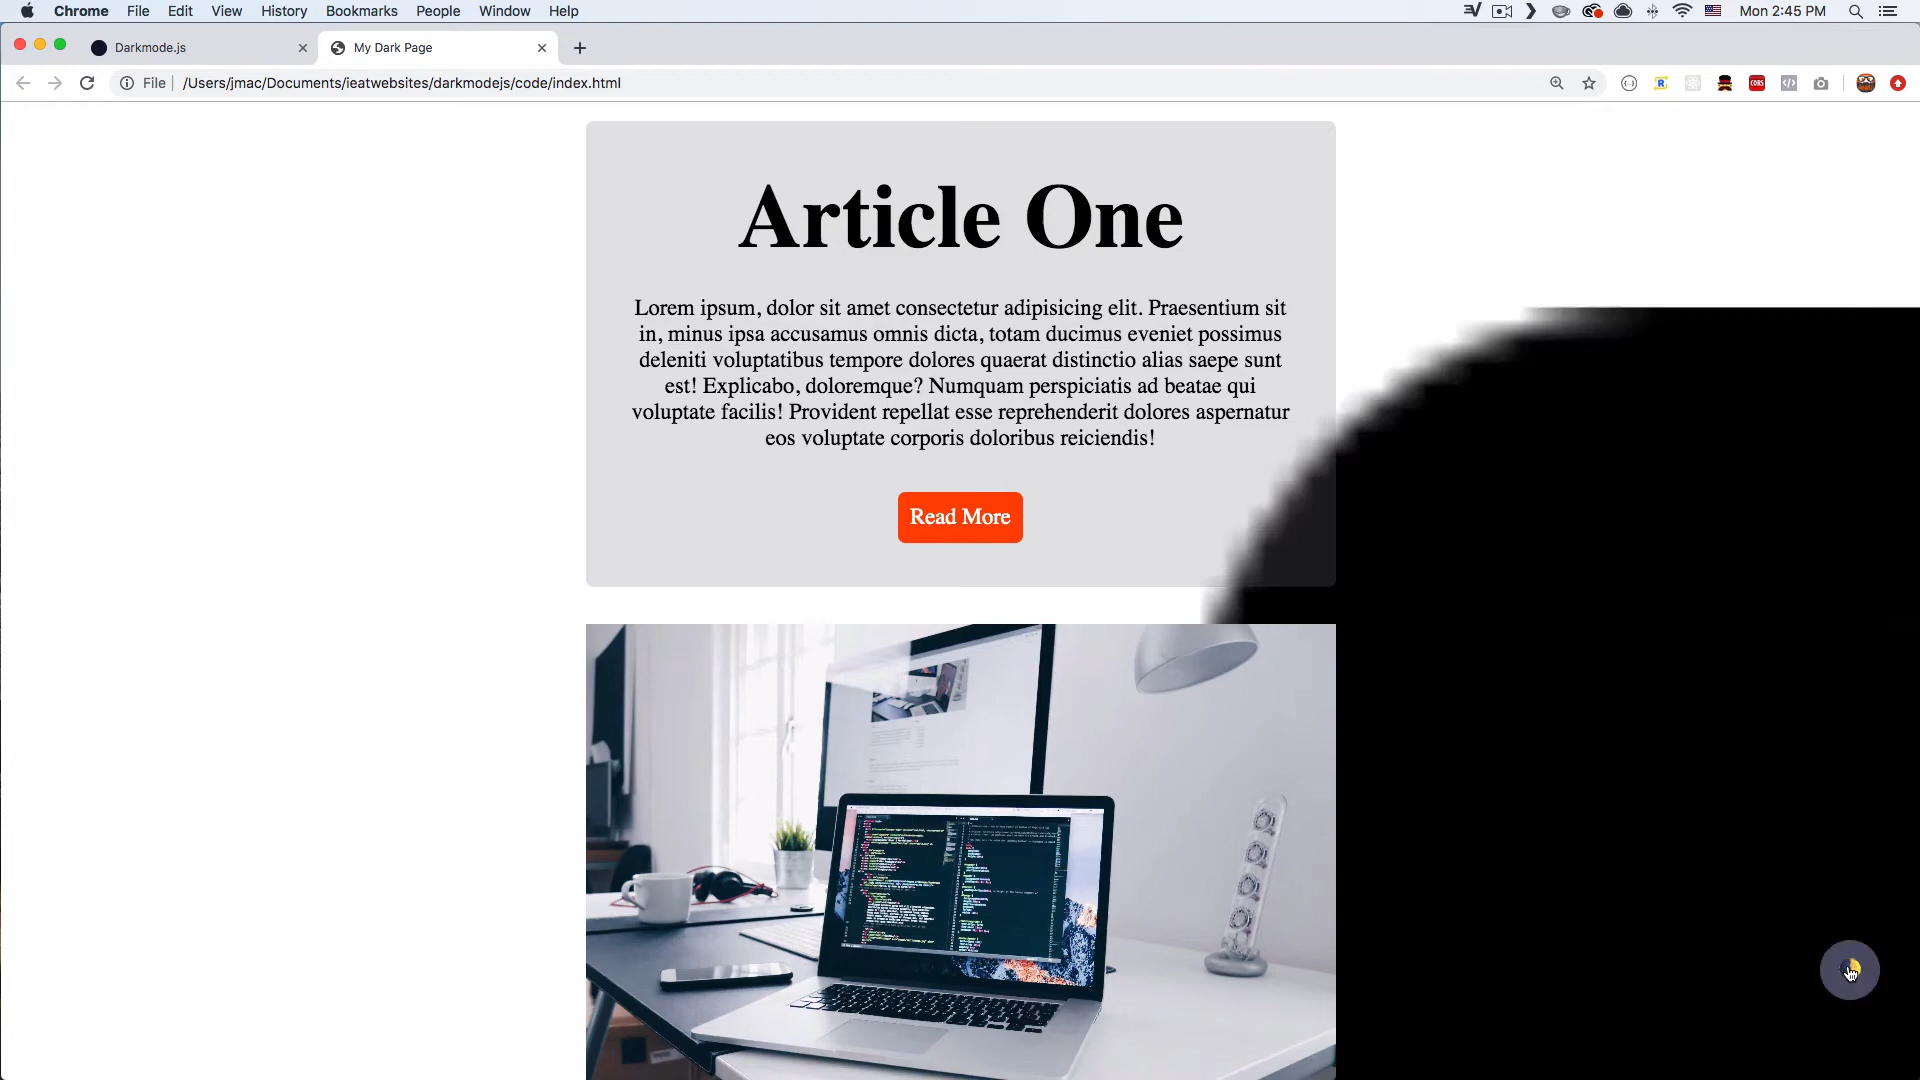 Chrome File Edit View History Bookmarks People Window Help
Mon 2:45 PM
Darkmode.js
My Dark Page
File /Users/jmac/Documents/ieatwebsites/darkmodejs/code/index.html
CORS
Article One
Lorem ipsum, dolor sit amet consectetur adipisicing elit. Praesentium sit
in, minus ipsa accusamus omnis dicta, totam ducimus eveniet possimus
deleniti voluptatibus tempore dolores quaerat distinctio alias saepe sunt
est! Explicabo, doloremque? Numquam perspiciatis ad beatae qui
voluptate facilis! Provident repellat esse reprehenderit dolores aspernatur
eos voluptate corporis doloribus reiciendis!
Read More